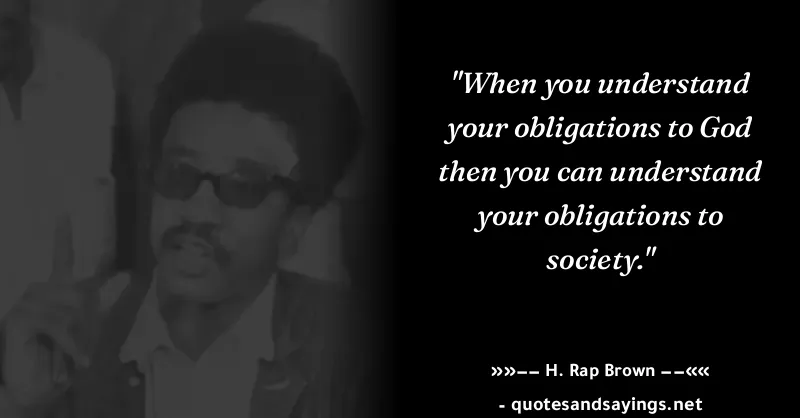 "When you understand
your obligations to God
then you can understand
your obligations to
society."
»»−− H. Rap Brown −−««
- quotesandsayings.net